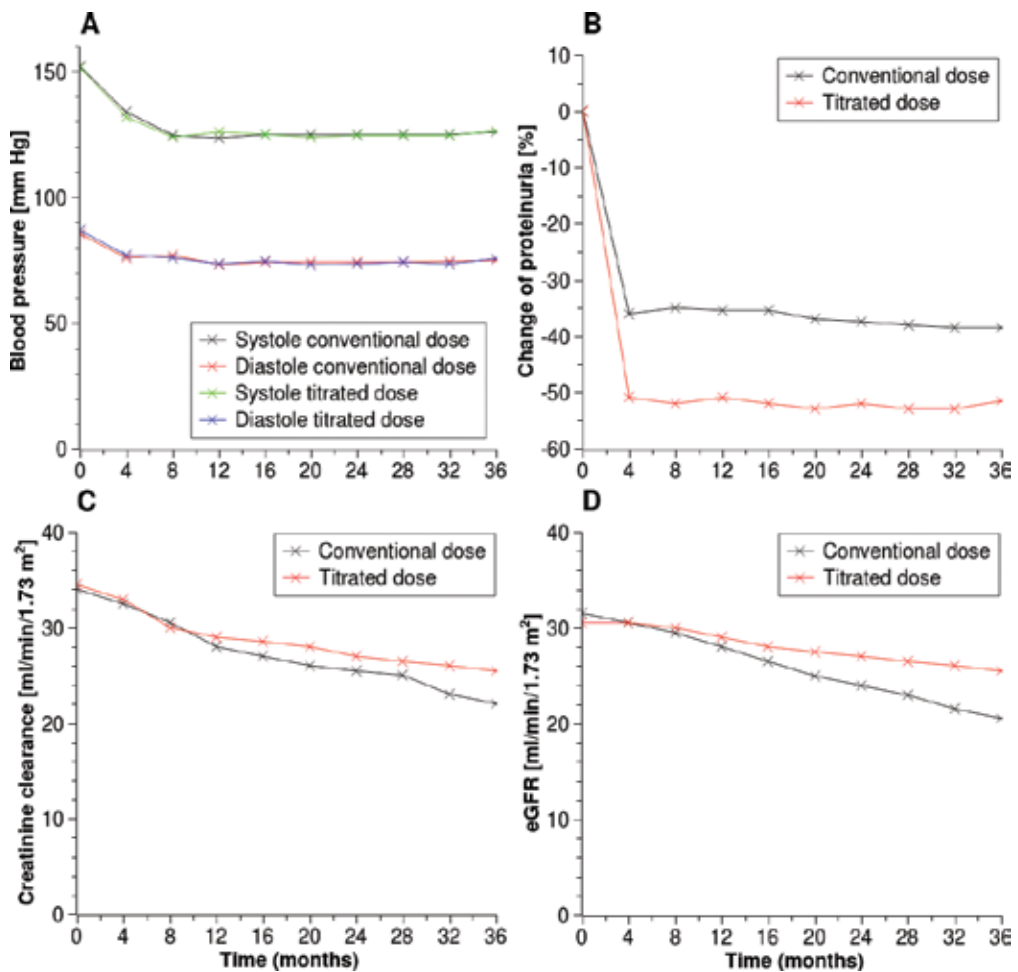 A
Blood pressure [mm Hg]
150
100
50
0
Systole conventional dose
Diastole conventional dose
Systole titrated dose
Diastole titrated dose
0 4 8 12 16 20 24 28 32 36
B
Change of proteinuria [%]
10
0
-10
-20
-30
-40
-50
-60
Conventional dose
Titrated dose
0 4 8 12 16 20 24 28 32 36
C
Creatinine clearance [ml/min/1.73 m²]
40
30
20
10
0
Conventional dose
Titrated dose
0 4 8 12 16 20 24 28 32 36
Time (months)
D
eGFR [ml/min/1.73 m²]
40
30
20
10
0
Conventional dose
Titrated dose
0 4 8 12 16 20 24 28 32 36
Time (months)